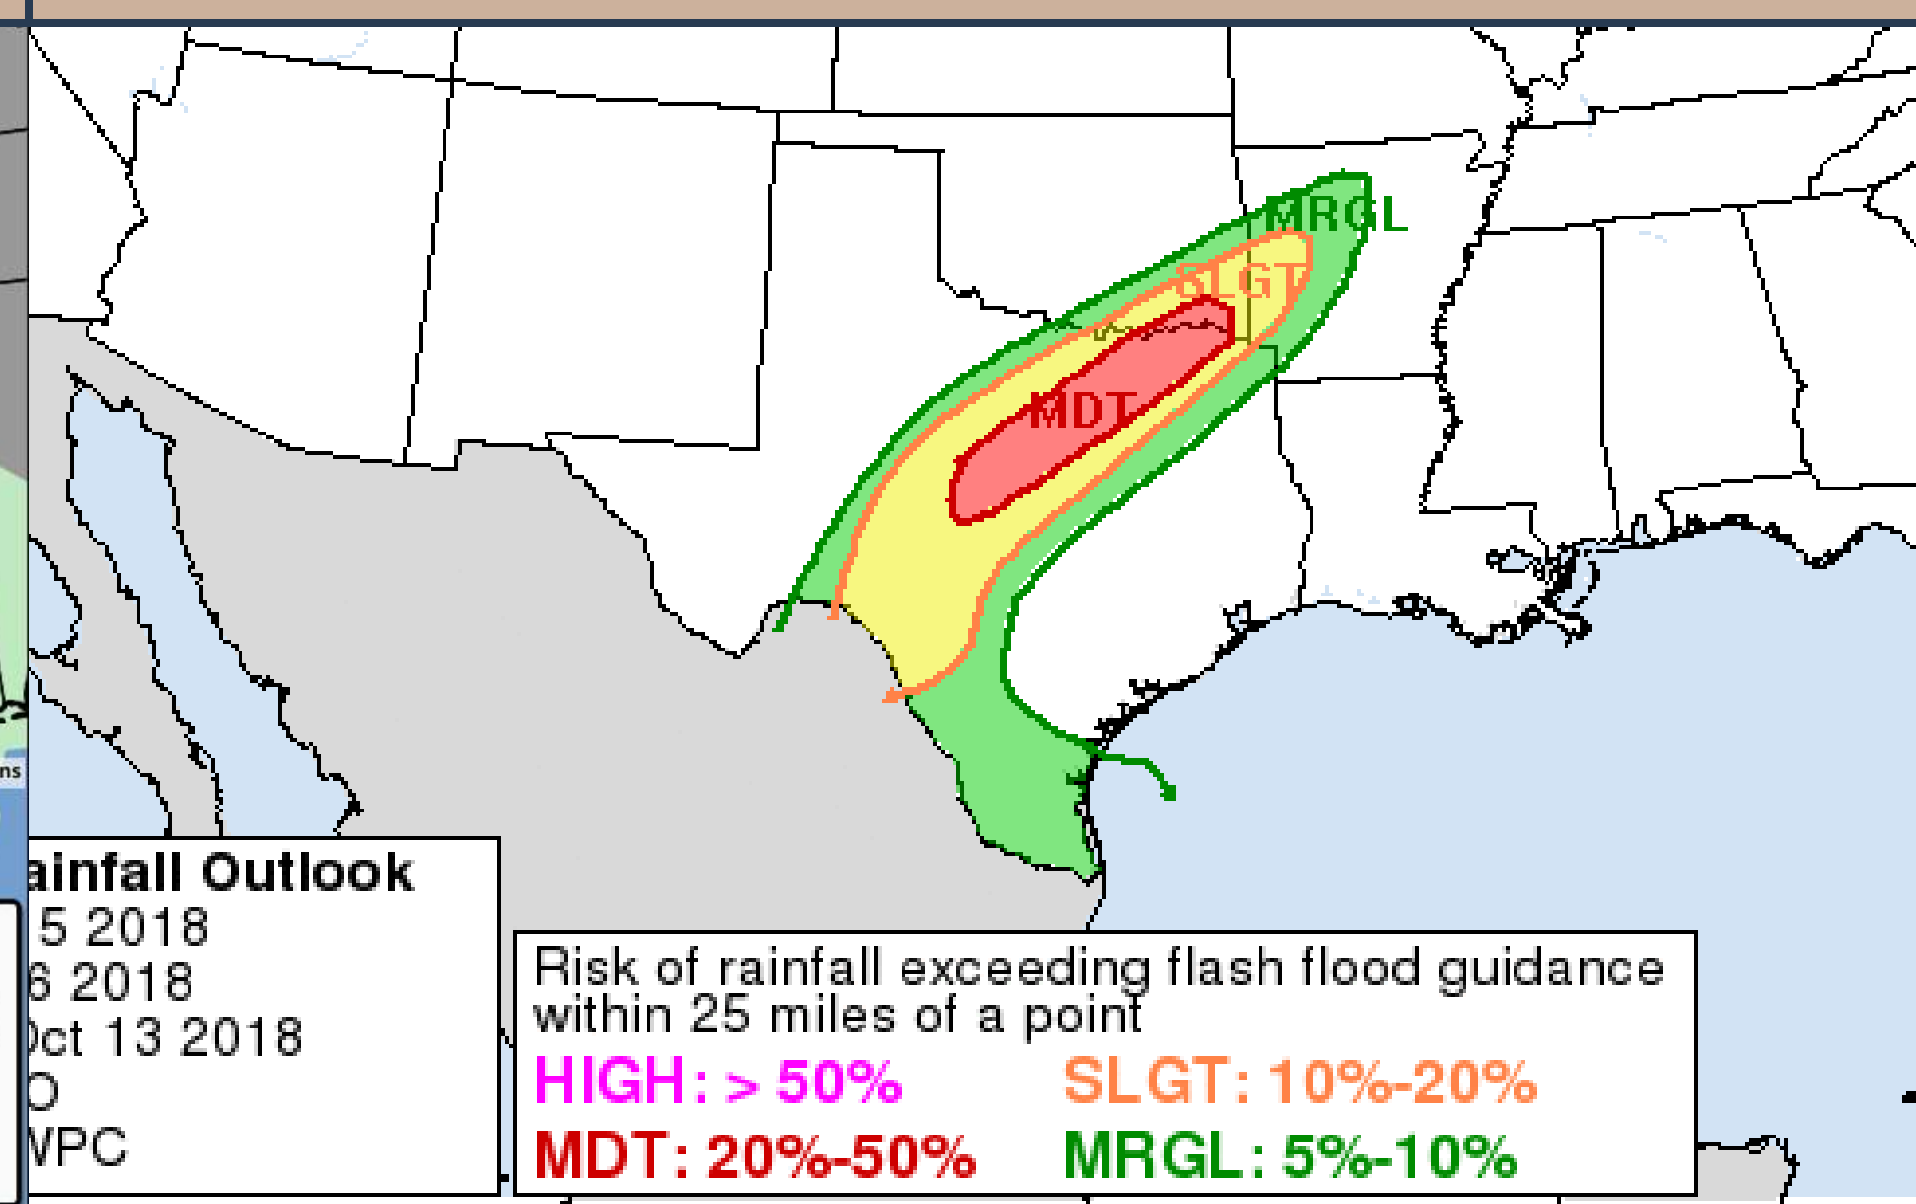 MRGL
SLGT
MDT
ns
ainfall Outlook
5 2018
6 2018
Oct 13 2018
O
WPC
Risk of rainfall exceeding flash flood guidance
within 25 miles of a point
HIGH: > 50%
SLGT: 10%-20%
MDT: 20%-50%
MRGL: 5%-10%